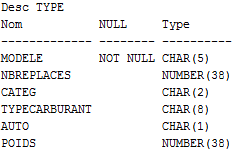 Desc TYPE
Nom NULL Type
------------ -------- ----------
MODELE NOT NULL CHAR(5)
NBREPLACES NUMBER(38)
CATEG CHAR(2)
TYPECARBURANT CHAR(8)
AUTO CHAR(1)
POIDS NUMBER(38)